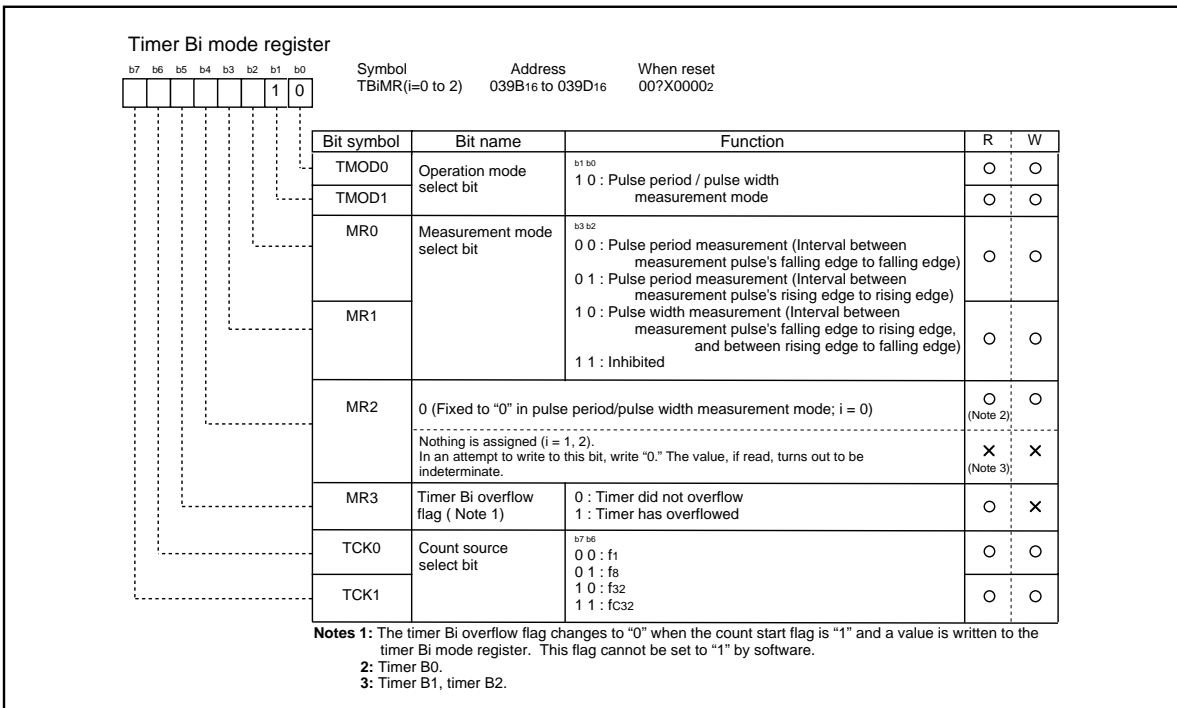 Timer Bi mode register
b7 b6 b5 b4 b3 b2 b1 b0
1 0
Symbol Address When reset
TBiMR(i=0 to 2) 039B16 to 039D16 00?X00002
Bit symbol Bit name Function R W
TMOD0 Operation mode select bit b1 b0
TMOD1 1 0 : Pulse period / pulse width
measurement mode
MR0 Measurement mode
select bit
b3 b2
0 0 : Pulse period measurement (Interval between
measurement pulse's falling edge to falling edge)
0 1 : Pulse period measurement (Interval between
measurement pulse's rising edge to rising edge)
MR1
1 0 : Pulse width measurement (Interval between
measurement pulse's falling edge to rising edge,
and between rising edge to falling edge)
1 1 : Inhibited
MR2
0 (Fixed to “0” in pulse period/pulse width measurement mode; i = 0)
(Note 2)
Nothing is assigned (i = 1, 2).
In an attempt to write to this bit, write “0.” The value, if read, turns out to be
indeterminate.
(Note 3)
MR3 Timer Bi overflow
flag ( Note 1)
0 : Timer did not overflow
1 : Timer has overflowed
TCK0 Count source
select bit
b7 b6
0 0 : f1
0 1 : f8
TCK1
1 0 : f32
1 1 : fC32
Notes 1: The timer Bi overflow flag changes to “0” when the count start flag is “1” and a value is written to the
timer Bi mode register. This flag cannot be set to “1” by software.
2: Timer B0.
3: Timer B1, timer B2.